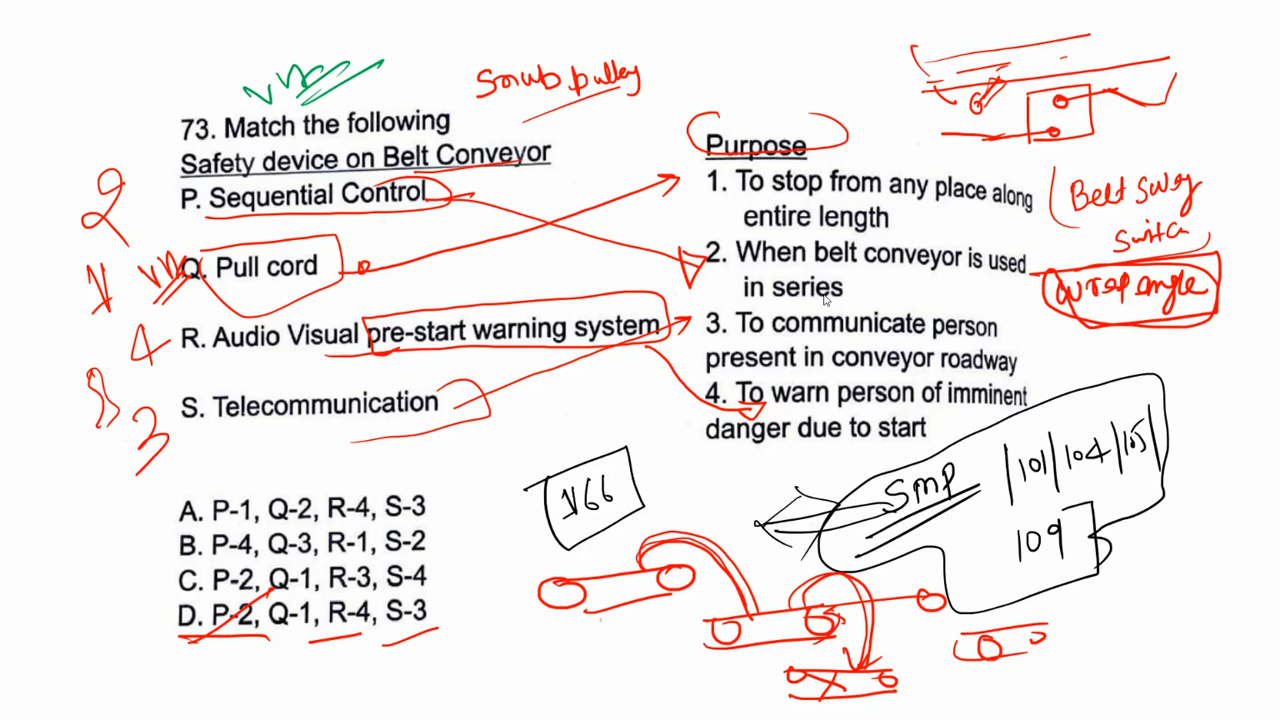 Snub pulley
73. Match the following
Safety device on Belt Conveyor
P. Sequential Control
Q. Pull cord
R. Audio Visual pre-start warning system
S. Telecommunication
Purpose
1. To stop from any place along
entire length
2. When belt conveyor is used
in series
3. To communicate person
present in conveyor roadway
4. To warn person of imminent
danger due to start
Belt Sway
Switch
wrap angle
2
1
4
3
A. P-1, Q-2, R-4, S-3
B. P-4, Q-3, R-1, S-2
C. P-2, Q-1, R-3, S-4
D. P-2, Q-1, R-4, S-3
SMP
101 | 104 | 105
109